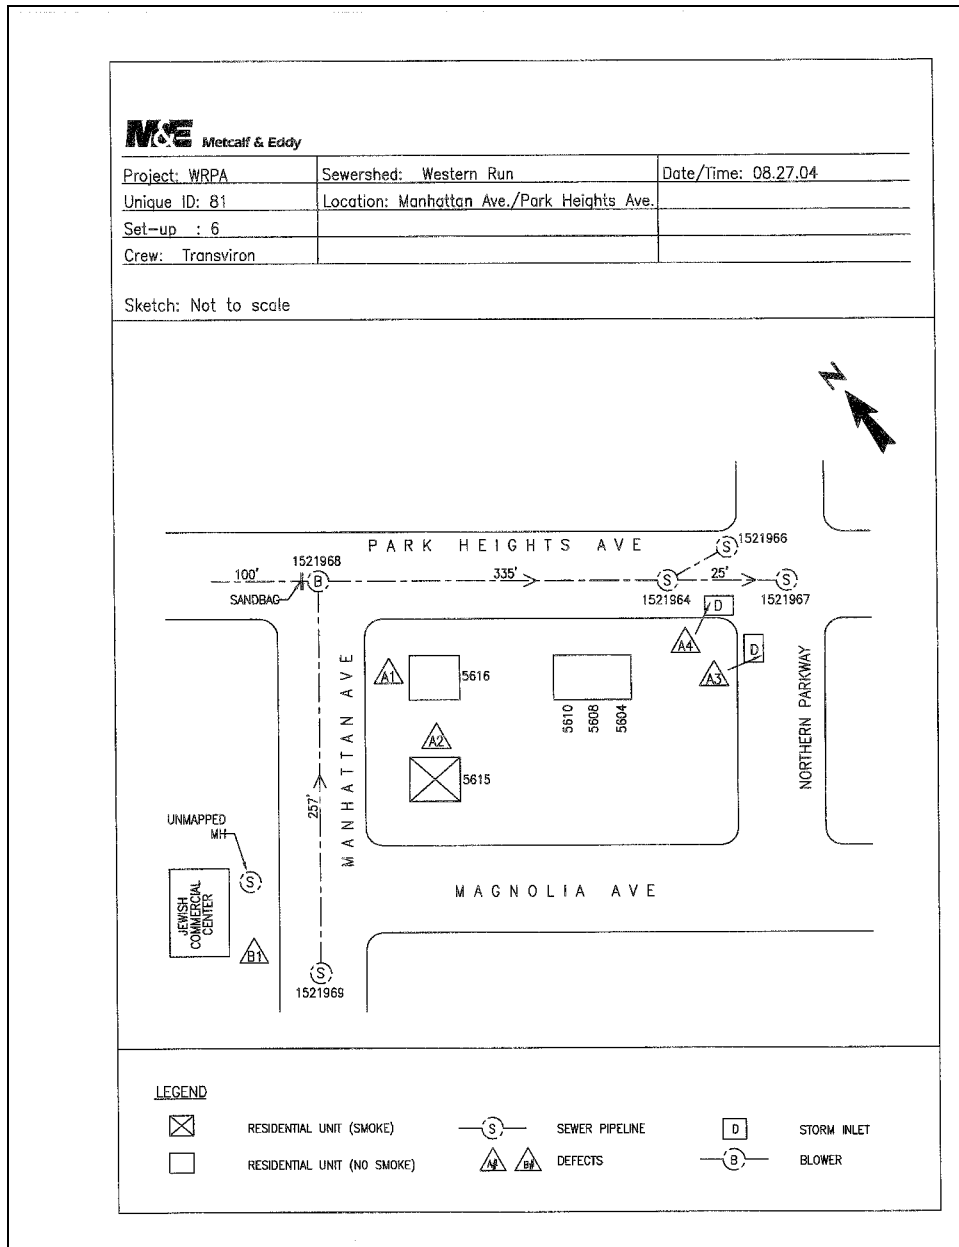 M&E Metcalf & Eddy
Project: WRPA
Sewershed: Western Run
Date/Time: 08.27.04
Unique ID: 81
Location: Manhattan Ave./Park Heights Ave.
Set-up : 6
Crew: Transviron
Sketch: Not to scale
N
PARK HEIGHTS AVE
S
1521966
1521968
100'
B
335'
S
25'
S
SANDBAG
1521964
D
1521967
A4
D
A3
A1
5616
5610
5608
5604
MANHATTAN AVE
NORTHERN PARKWAY
A2
5615
257'
UNMAPPED
MH
S
MAGNOLIA AVE
JEWISH
COMMERCIAL
CENTER
B1
S
1521969
LEGEND
RESIDENTIAL UNIT (SMOKE)
S
SEWER PIPELINE
D
STORM INLET
RESIDENTIAL UNIT (NO SMOKE)
A# B#
DEFECTS
B
BLOWER